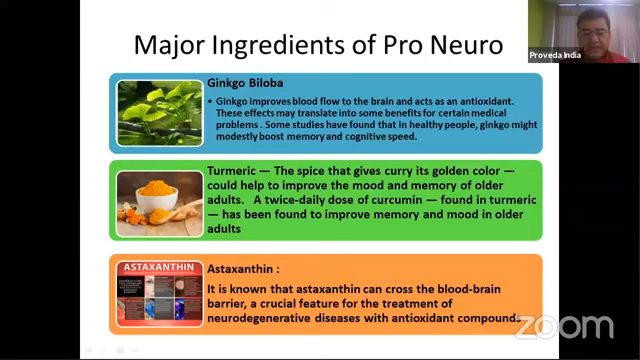 Major Ingredients of Pro Neuro
Proveda India
Ginkgo Biloba
• Ginkgo improves blood flow to the brain and acts as an antioxidant.
These effects may translate into some benefits for certain medical
problems . Some studies have found that in healthy people, ginkgo might
modestly boost memory and cognitive speed.
Turmeric — The spice that gives curry its golden color —
could help to improve the mood and memory of older
adults. A twice-daily dose of curcumin — found in turmeric
— has been found to improve memory and mood in older
adults
ASTAXANTHIN
Astaxanthin :
It is known that astaxanthin can cross the blood-brain
barrier, a crucial feature for the treatment of
neurodegenerative diseases with antioxidant compounds
zoom